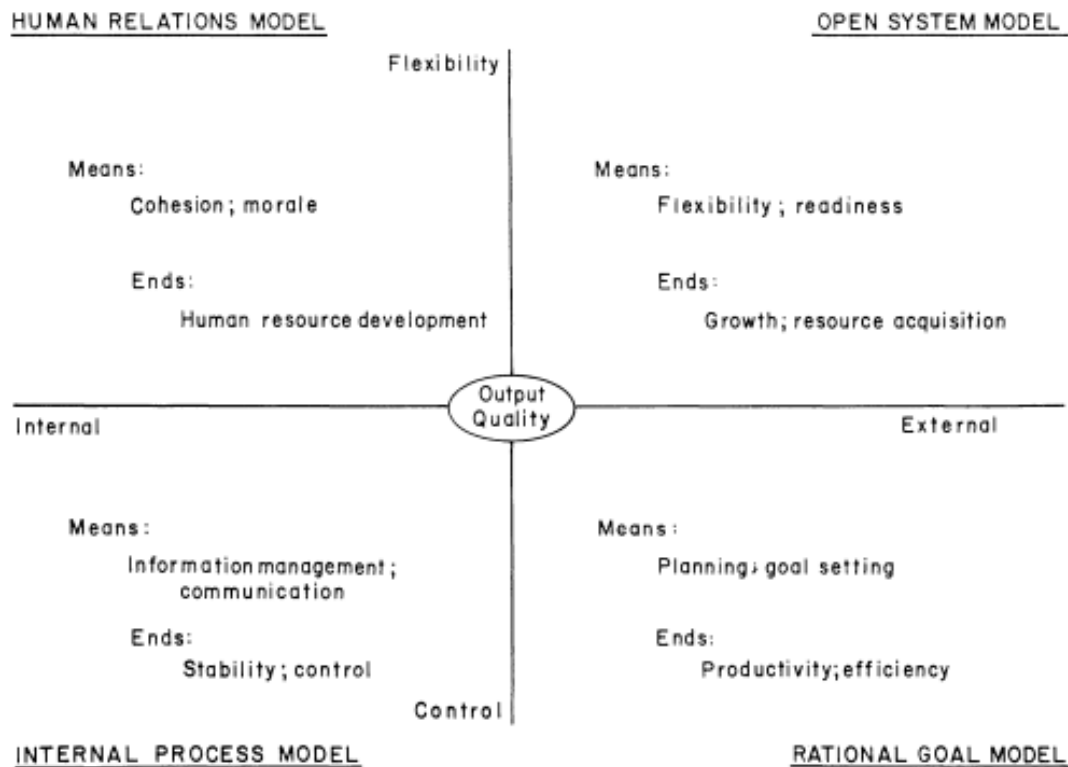 HUMAN RELATIONS MODEL
OPEN SYSTEM MODEL
Flexibility
Means:
Cohesion; morale
Ends:
Human resource development
Means:
Flexibility; readiness
Ends:
Growth; resource acquisition
Output
Quality
Internal
External
Means:
Information management;
communication
Ends:
Stability; control
Means:
Planning; goal setting
Ends:
Productivity; efficiency
Control
INTERNAL PROCESS MODEL
RATIONAL GOAL MODEL